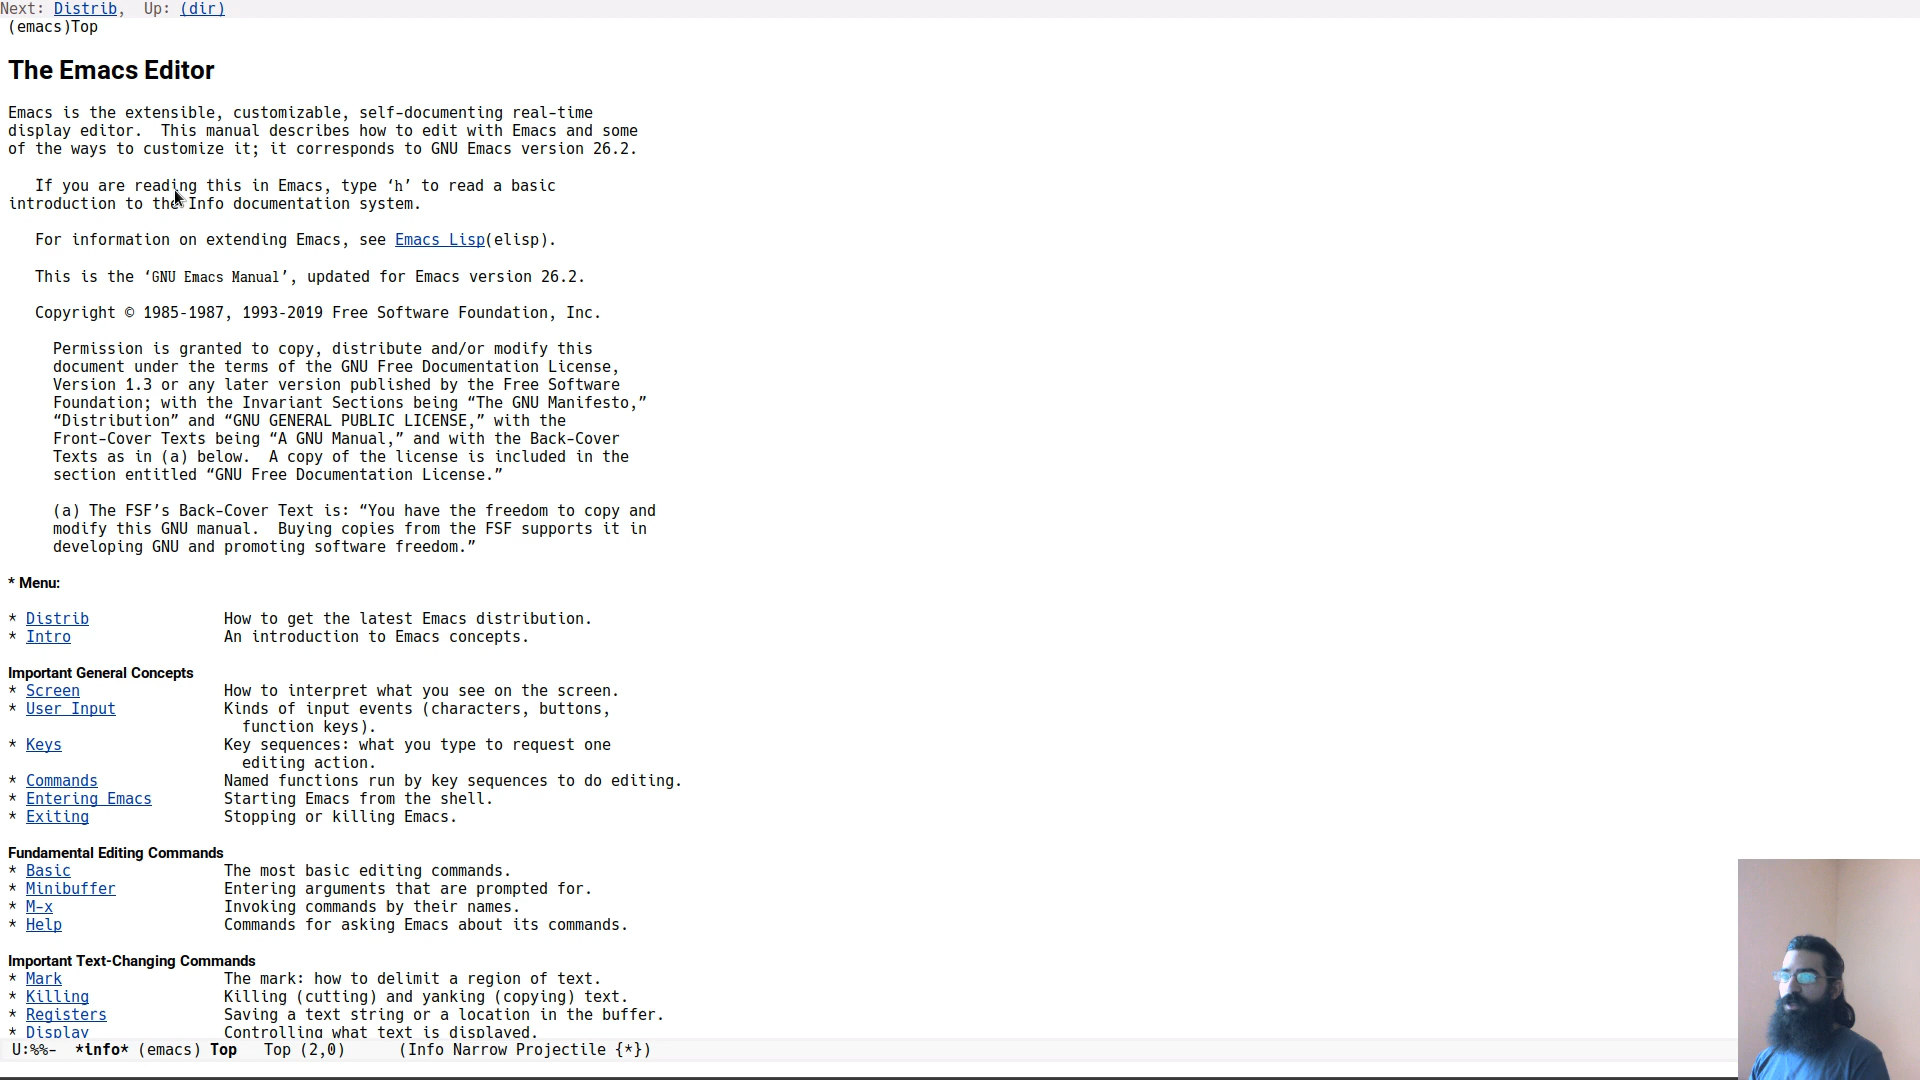 Next: Distrib,  Up: (dir)
(emacs)Top
The Emacs Editor
Emacs is the extensible, customizable, self-documenting real-time
display editor.  This manual describes how to edit with Emacs and some
of the ways to customize it; it corresponds to GNU Emacs version 26.2.
If you are reading this in Emacs, type ‘h’ to read a basic
introduction to the Info documentation system.
For information on extending Emacs, see Emacs Lisp(elisp).
This is the ‘GNU Emacs Manual’, updated for Emacs version 26.2.
Copyright © 1985-1987, 1993-2019 Free Software Foundation, Inc.
Permission is granted to copy, distribute and/or modify this
document under the terms of the GNU Free Documentation License,
Version 1.3 or any later version published by the Free Software
Foundation; with the Invariant Sections being “The GNU Manifesto,”
“Distribution” and “GNU GENERAL PUBLIC LICENSE,” with the
Front-Cover Texts being “A GNU Manual,” and with the Back-Cover
Texts as in (a) below.  A copy of the license is included in the
section entitled “GNU Free Documentation License.”
(a) The FSF’s Back-Cover Text is: “You have the freedom to copy and
modify this GNU manual.  Buying copies from the FSF supports it in
developing GNU and promoting software freedom.”
* Menu:
* Distrib    How to get the latest Emacs distribution.
* Intro    An introduction to Emacs concepts.
Important General Concepts
* Screen    How to interpret what you see on the screen.
* User Input    Kinds of input events (characters, buttons,
function keys).
* Keys    Key sequences: what you type to request one
editing action.
* Commands    Named functions run by key sequences to do editing.
* Entering Emacs    Starting Emacs from the shell.
* Exiting    Stopping or killing Emacs.
Fundamental Editing Commands
* Basic    The most basic editing commands.
* Minibuffer    Entering arguments that are prompted for.
* M-x    Invoking commands by their names.
* Help    Commands for asking Emacs about its commands.
Important Text-Changing Commands
* Mark    The mark: how to delimit a region of text.
* Killing    Killing (cutting) and yanking (copying) text.
* Registers    Saving a text string or a location in the buffer.
* Display    Controlling what text is displayed.
U:%%-  *info* (emacs) Top   Top (2,0)      (Info Narrow Projectile {*})